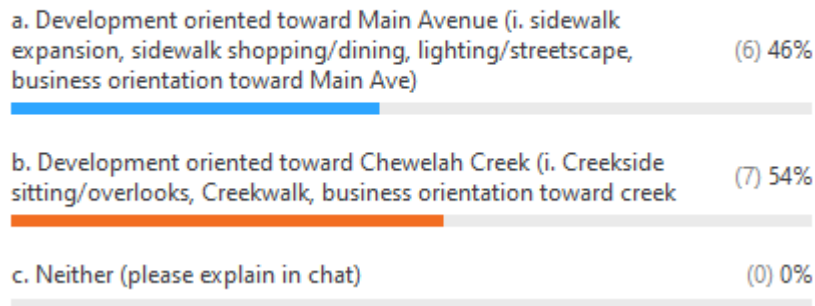 a. Development oriented toward Main Avenue (i. sidewalk
expansion, sidewalk shopping/dining, lighting/streetscape,
business orientation toward Main Ave)
(6) 46%
b. Development oriented toward Chewelah Creek (i. Creekside
sitting/overlooks, Creekwalk, business orientation toward creek
(7) 54%
c. Neither (please explain in chat)
(0) 0%